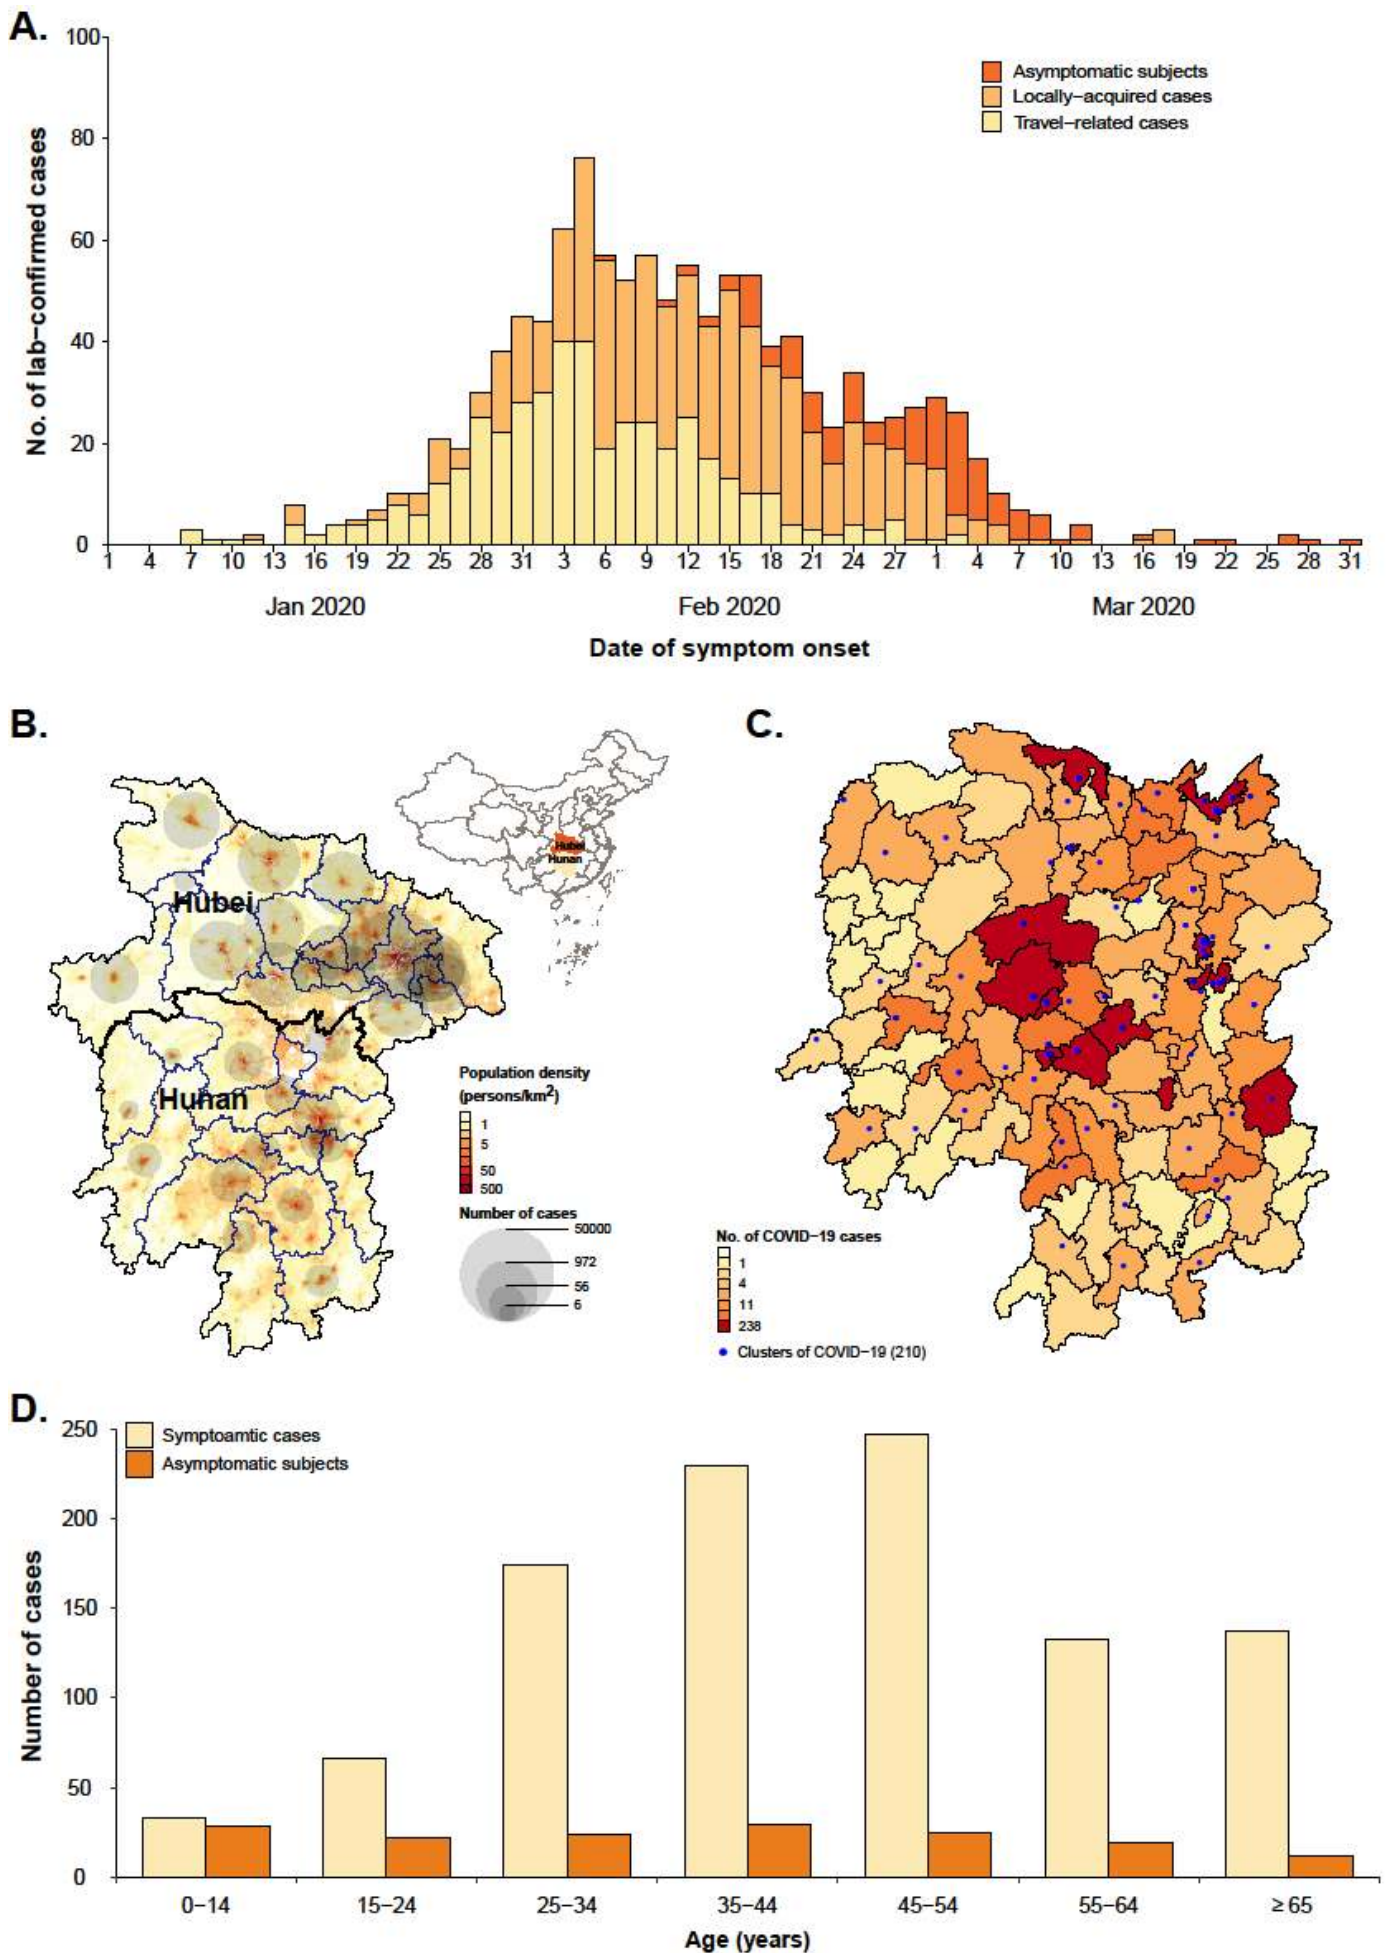 A.
100
80
60
40
20
0
No. of lab−confirmed cases
Asymptomatic subjects
Locally−acquired cases
Travel−related cases
1 4 7 10 13 16 19 22 25 28 31 3 6 9 12 15 18 21 24 27 1 4 7 10 13 16 19 22 25 28 31
Jan 2020 Feb 2020 Mar 2020
Date of symptom onset
B.
Hubei
Hunan
Hubei
Hunan
Population density
(persons/km2)
1
5
50
500
Number of cases
50000
972
56
6
C.
No. of COVID−19 cases
1
4
11
238
Clusters of COVID−19 (210)
D.
250
200
150
100
50
0
Number of cases
Symptoamtic cases
Asymptomatic subjects
0−14 15−24 25−34 35−44 45−54 55−64 ≥ 65
Age (years)